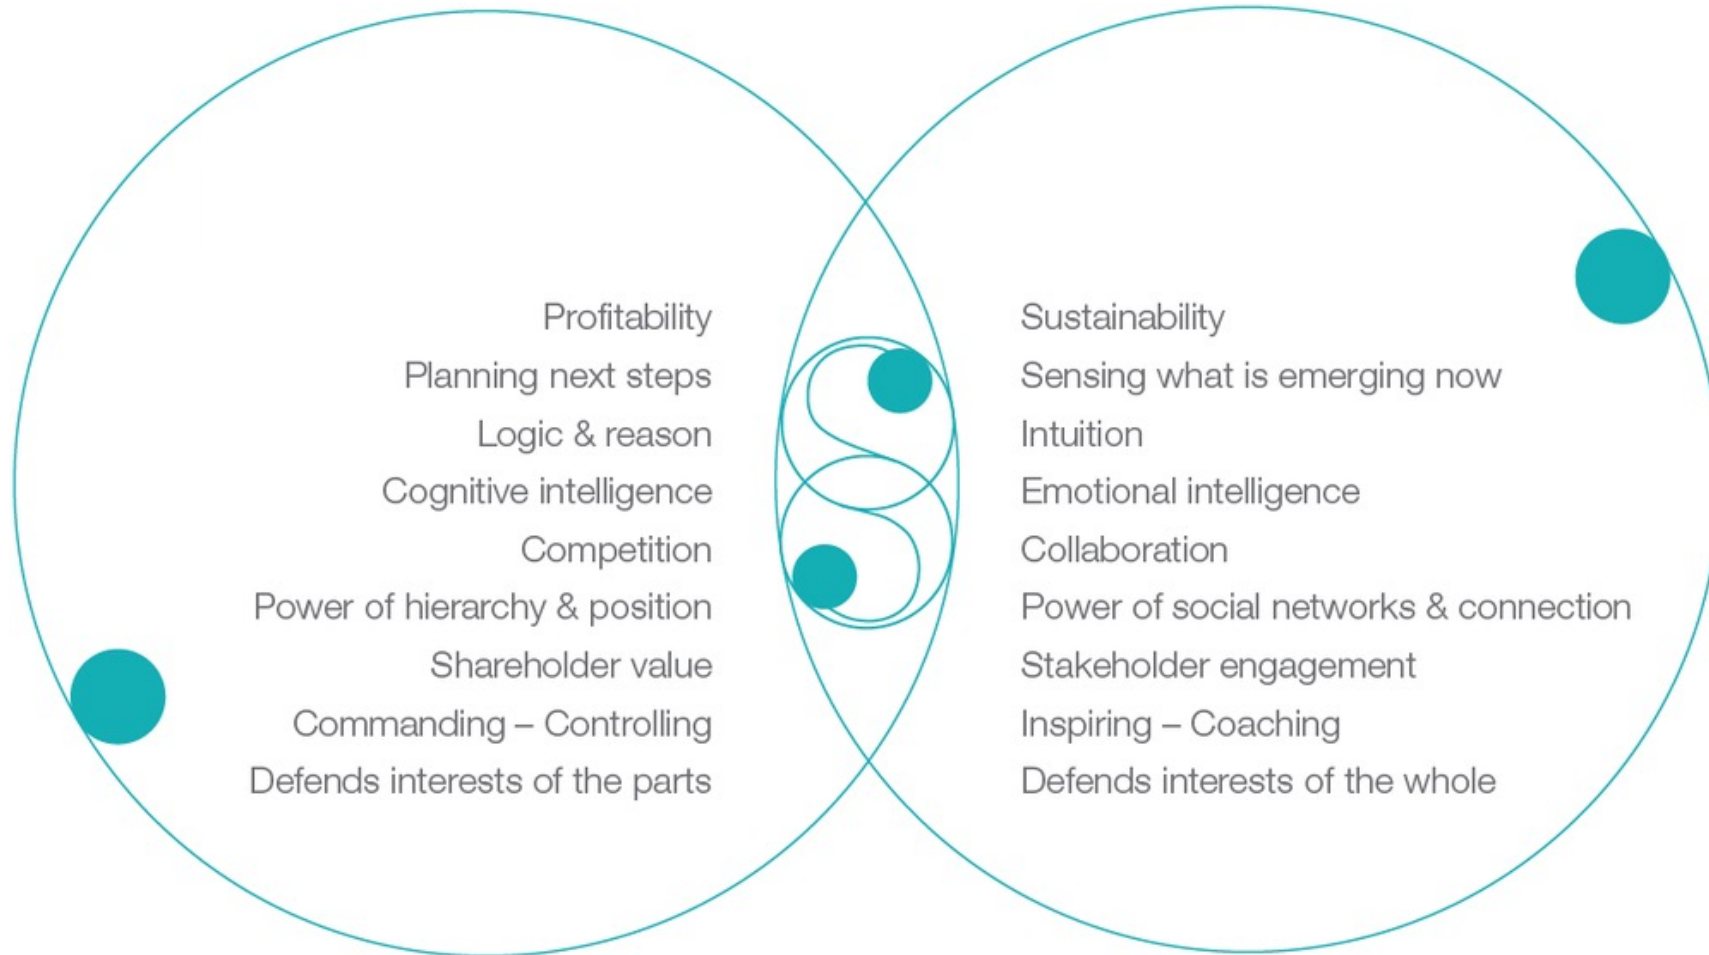 Profitability
Planning next steps
Logic & reason
Cognitive intelligence
Competition
Power of hierarchy & position
Shareholder value
Commanding – Controlling
Defends interests of the parts
Sustainability
Sensing what is emerging now
Intuition
Emotional intelligence
Collaboration
Power of social networks & connection
Stakeholder engagement
Inspiring – Coaching
Defends interests of the whole